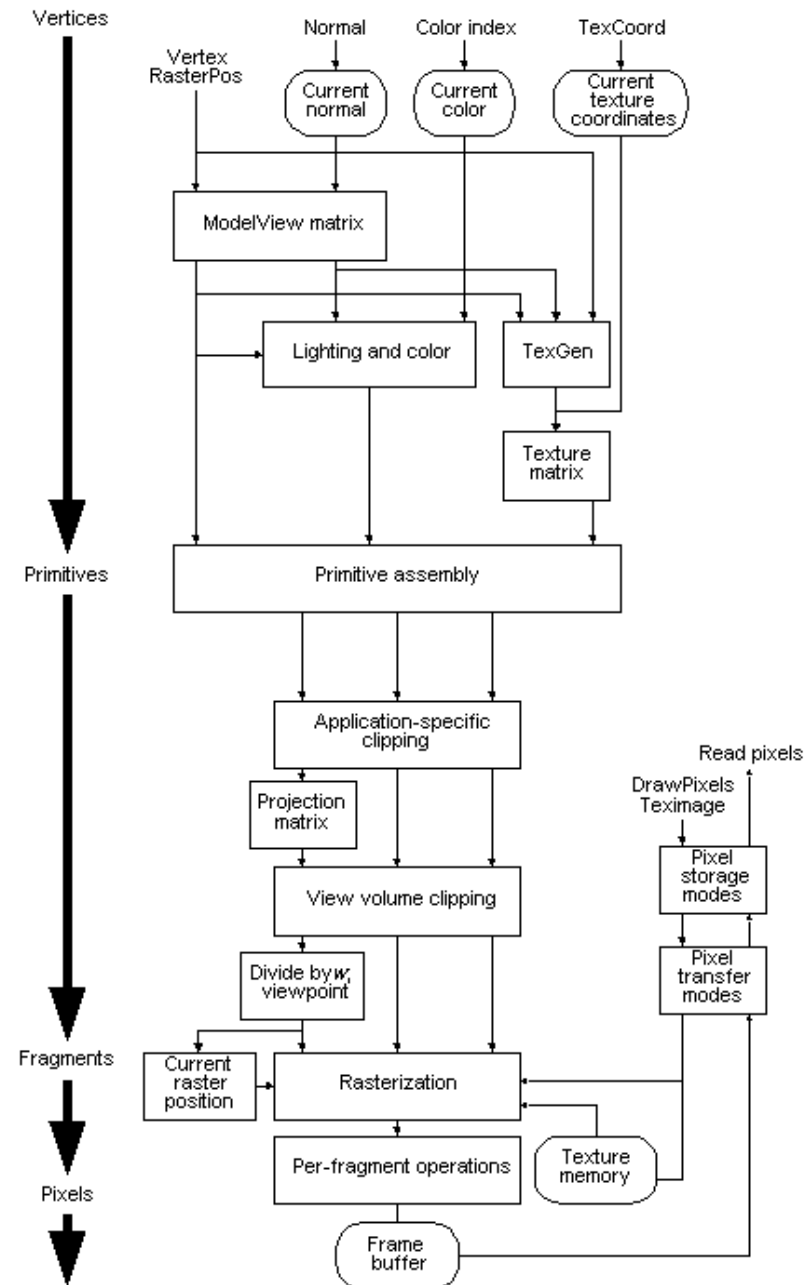 Vertices
Normal
Color index
TexCoord
Vertex
RasterPos
Current
normal
Current
color
Current
texture
coordinates
ModelView matrix
Lighting and color
TexGen
Texture
matrix
Primitives
Primitive assembly
Application-specific
clipping
Read pixels
DrawPixels
Teximage
Projection
matrix
Pixel
storage
modes
View volume clipping
Divide by w,
viewpoint
Pixel
transfer
modes
Fragments
Current
raster
position
Rasterization
Per-fragment operations
Texture
memory
Pixels
Frame
buffer